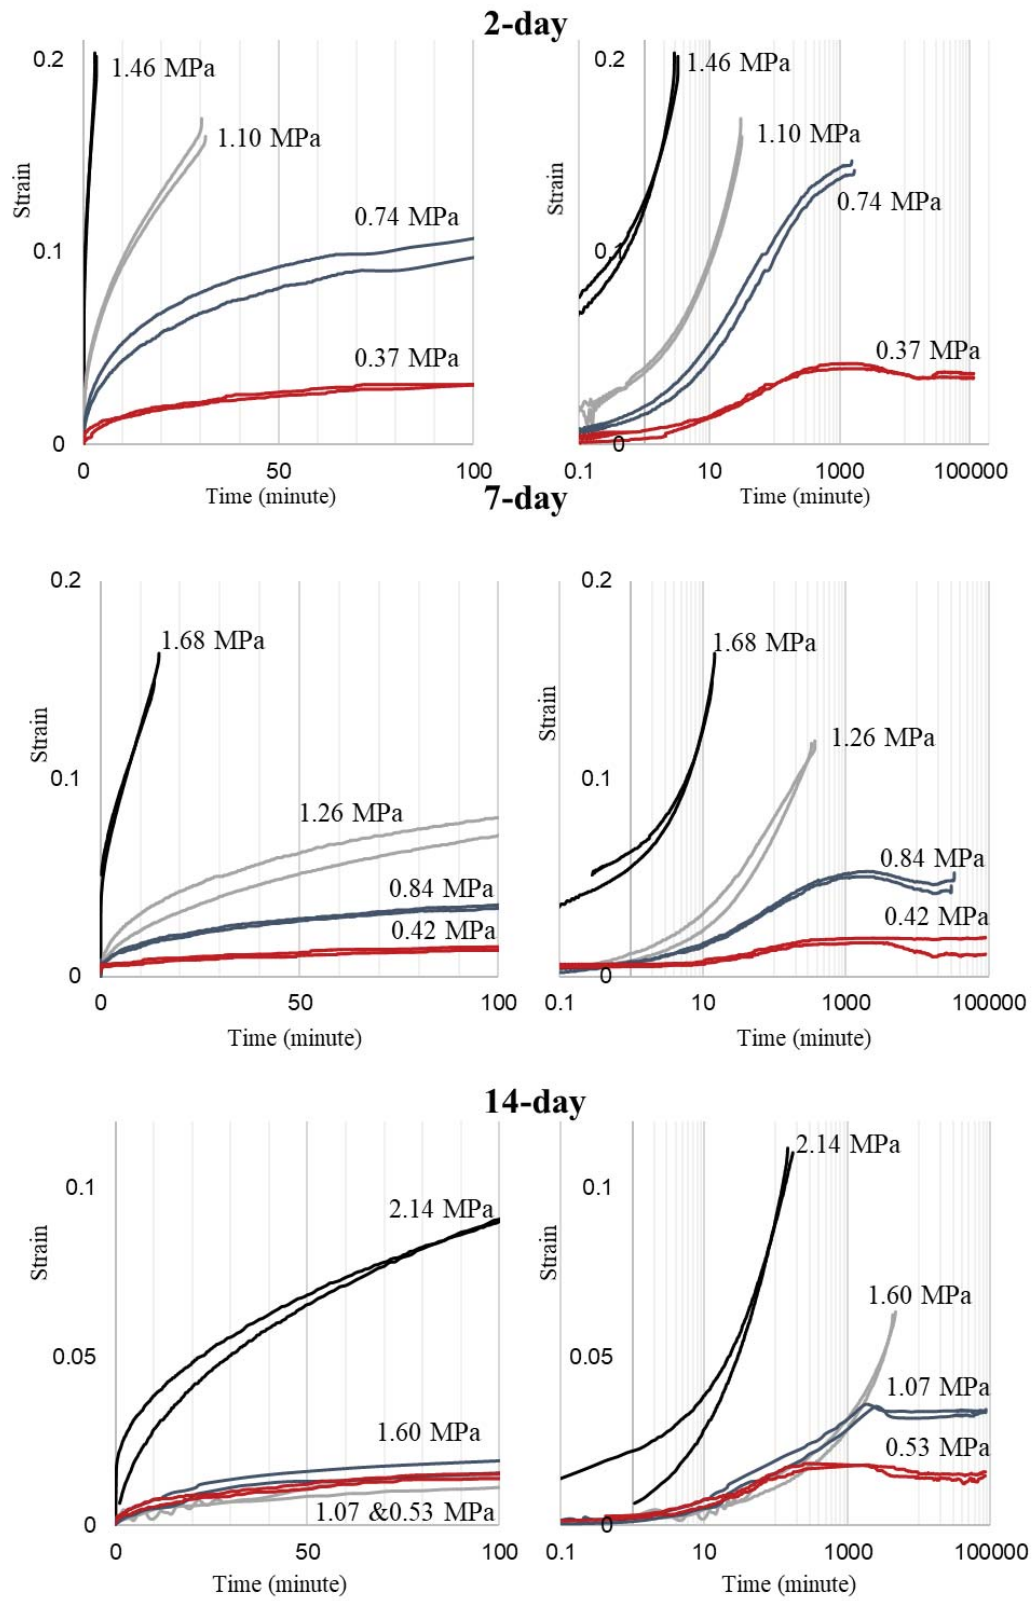 2-day
0.2
1.46 MPa
1.10 MPa
0.74 MPa
0.37 MPa
0.1
0
Strain
0 50 100
Time (minute)
0.2
1.46 MPa
1.10 MPa
0.74 MPa
0.37 MPa
0.1
0
Strain
0.1 10 1000 100000
Time (minute)
7-day
0.2
1.68 MPa
1.26 MPa
0.84 MPa
0.42 MPa
0.1
0
Strain
0 50 100
Time (minute)
0.2
1.68 MPa
1.26 MPa
0.84 MPa
0.42 MPa
0.1
0
Strain
0.1 10 1000 100000
Time (minute)
14-day
0.1
2.14 MPa
1.60 MPa
1.07 &0.53 MPa
0.05
0
Strain
0 50 100
Time (minute)
0.1
2.14 MPa
1.60 MPa
1.07 MPa
0.53 MPa
0.05
0
Strain
0.1 10 1000 100000
Time (minute)